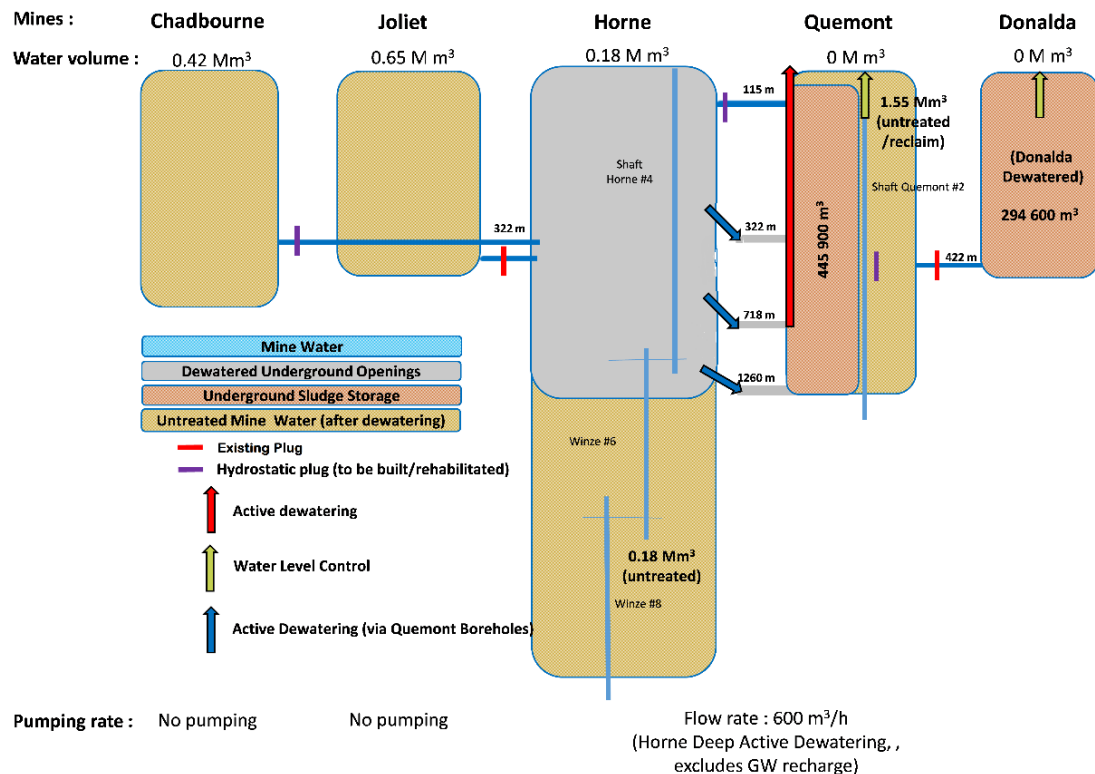 Mines :
Chadbourne
Joliet
Horne
Quemont
Donalda
Water volume :
0.42 Mm³
0.65 M m³
0.18 M m³
0 M m³
0 M m³
115 m
1.55 Mm³
(untreated
/reclaim)
Shaft
Horne #4
Shaft Quemont #2
(Donalda
Dewatered)
294 600 m³
322 m
322 m
445 900 m³
422 m
718 m
1260 m
Mine Water
Dewatered Underground Openings
Underground Sludge Storage
Untreated Mine Water (after dewatering)
Existing Plug
Hydrostatic plug (to be built/rehabilitated)
Active dewatering
Water Level Control
Active Dewatering (via Quemont Boreholes)
Winze #6
0.18 Mm³
(untreated)
Winze #8
Pumping rate :
No pumping
No pumping
Flow rate : 600 m³/h
(Horne Deep Active Dewatering, ,
excludes GW recharge)